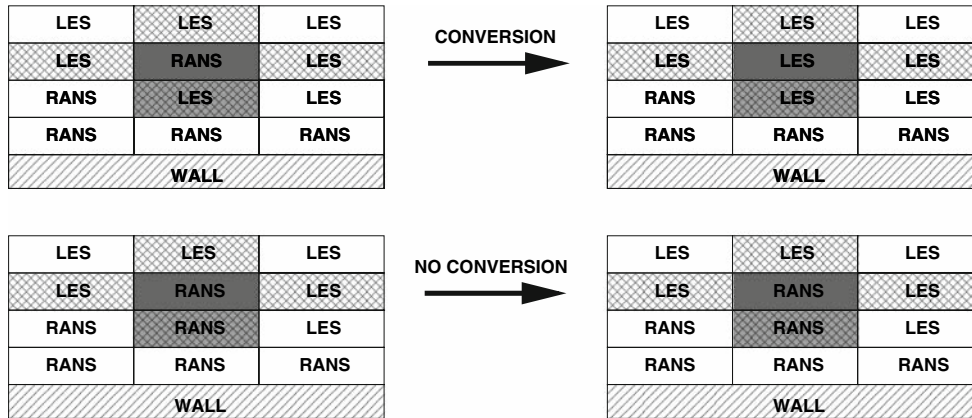 LES LES LES LES LES LES
CONVERSION
LES RANS LES LES LES LES
RANS LES LES RANS LES LES
RANS RANS RANS RANS RANS RANS
WALL WALL
LES LES LES LES LES LES
NO CONVERSION
LES RANS LES LES RANS LES
RANS RANS LES RANS RANS LES
RANS RANS RANS RANS RANS RANS
WALL WALL